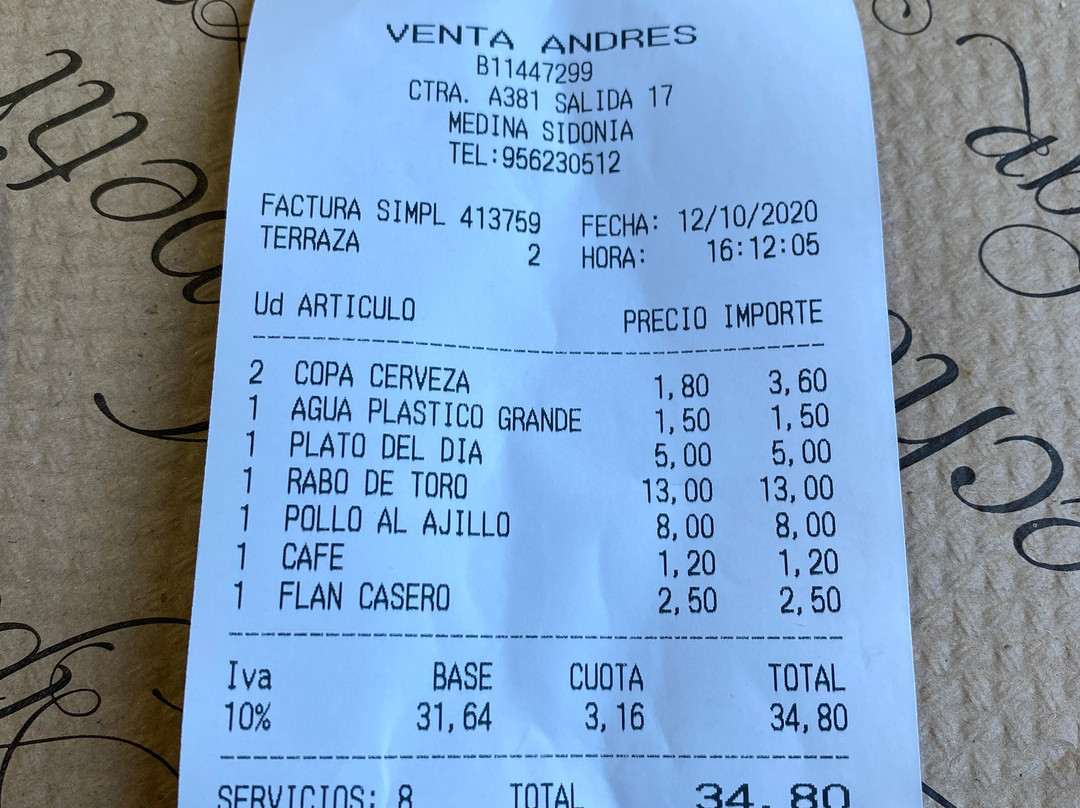 VENTA ANDRES
B11447299
CTRA. A381 SALIDA 17
MEDINA SIDONIA
TEL:956230512
FACTURA SIMPL 413759 FECHA: 12/10/2020
TERRAZA 2 HORA: 16:12:05
Ud ARTICULO PRECIO IMPORTE
2 COPA CERVEZA 1,80 3,60
1 AGUA PLASTICO GRANDE 1,50 1,50
1 PLATO DEL DIA 5,00 5,00
1 RABO DE TORO 13,00 13,00
1 POLLO AL AJILLO 8,00 8,00
1 CAFE 1,20 1,20
1 FLAN CASERO 2,50 2,50
Iva BASE CUOTA TOTAL
10% 31,64 3,16 34,80
SERVICIOS: 8 TOTAL 34,80